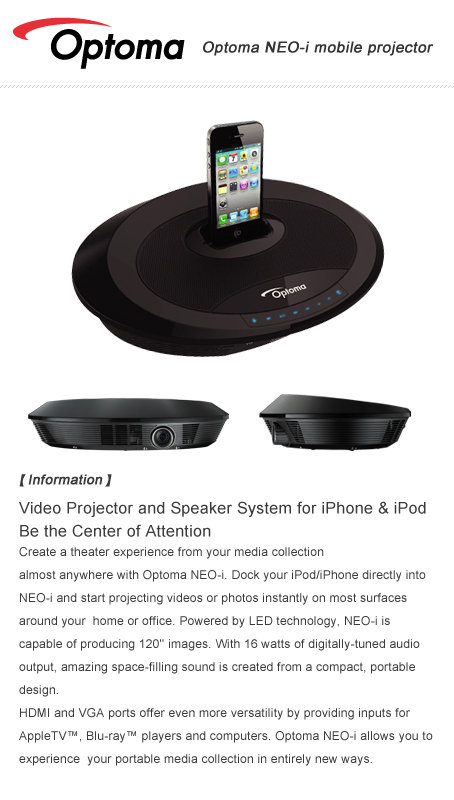 Optoma Optoma NEO-i mobile projector
Optoma
【 Information 】
Video Projector and Speaker System for iPhone & iPod
Be the Center of Attention
Create a theater experience from your media collection
almost anywhere with Optoma NEO-i. Dock your iPod/iPhone directly into
NEO-i and start projecting videos or photos instantly on most surfaces
around your  home or office. Powered by LED technology, NEO-i is
capable of producing 120'' images. With 16 watts of digitally-tuned audio
output, amazing space-filling sound is created from a compact, portable
design.
HDMI and VGA ports offer even more versatility by providing inputs for
AppleTV™, Blu-ray™ players and computers. Optoma NEO-i allows you to
experience  your portable media collection in entirely new ways.